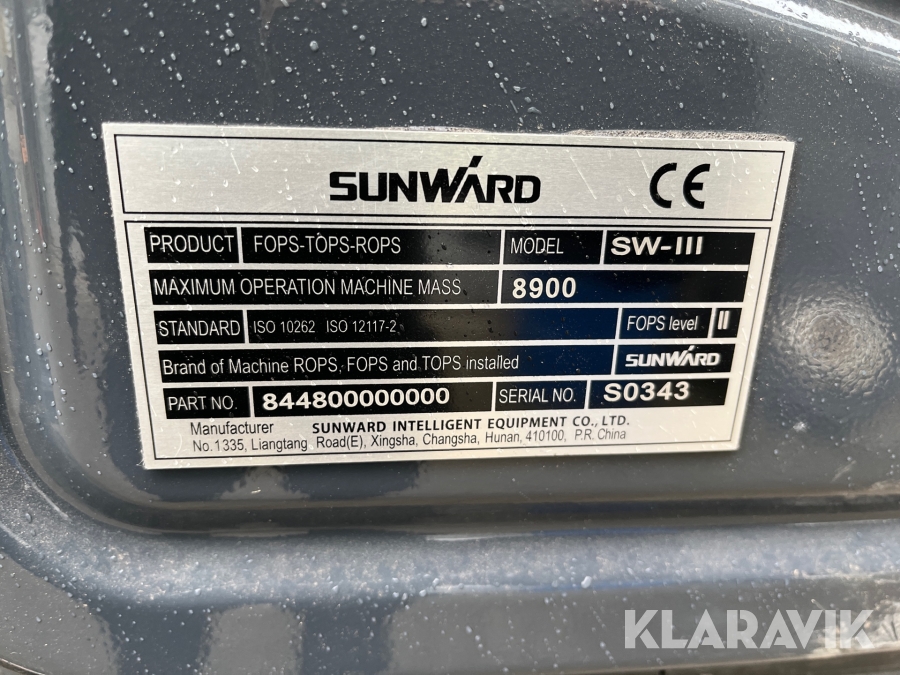 SUNWARD CE
PRODUCT FOPS-TOPS-ROPS MODEL SW-III
MAXIMUM OPERATION MACHINE MASS 8900
STANDARD ISO 10262 ISO 12117-2 FOPS level II
Brand of Machine ROPS, FOPS and TOPS installed SUNWARD
PART NO. 844800000000 SERIAL NO. S0343
Manufacturer SUNWARD INTELLIGENT EQUIPMENT CO., LTD.
No.1335, Liangtang Road(E), Xingsha, Changsha, Hunan, 410100, P.R. China
KLARAVIK